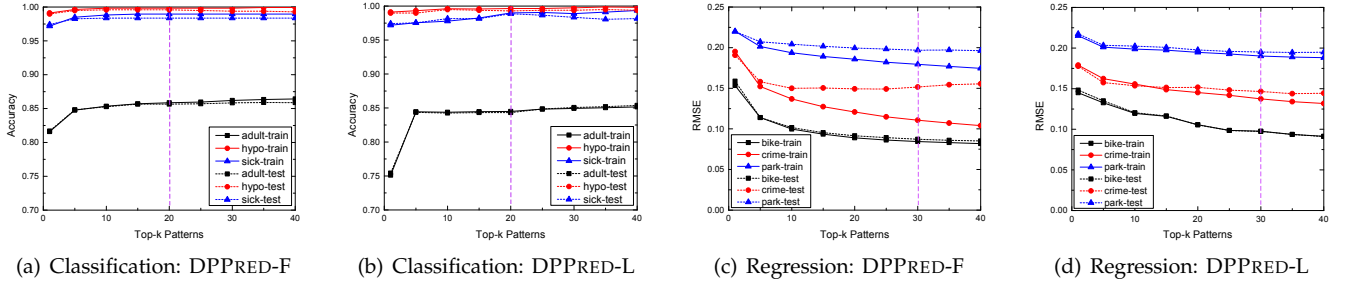 1.00
0.95
0.90
0.85
0.80
0.75
0.70
Accuracy
adult-train
hypo-train
sick-train
adult-test
hypo-test
sick-test
0 10 20 30 40
Top-k Patterns
(a) Classification: DPPRED-F
1.00
0.95
0.90
0.85
0.80
0.75
0.70
Accuracy
adult-train
hypo-train
sick-train
adult-test
hypo-test
sick-test
0 10 20 30 40
Top-k Patterns
(b) Classification: DPPRED-L
0.25
0.20
0.15
0.10
0.05
0.00
RMSE
bike-train
crime-train
park-train
bike-test
crime-test
park-test
0 10 20 30 40
Top-k Patterns
(c) Regression: DPPRED-F
0.25
0.20
0.15
0.10
0.05
0.00
RMSE
bike-train
crime-train
park-train
bike-test
crime-test
park-test
0 10 20 30 40
Top-k Patterns
(d) Regression: DPPRED-L